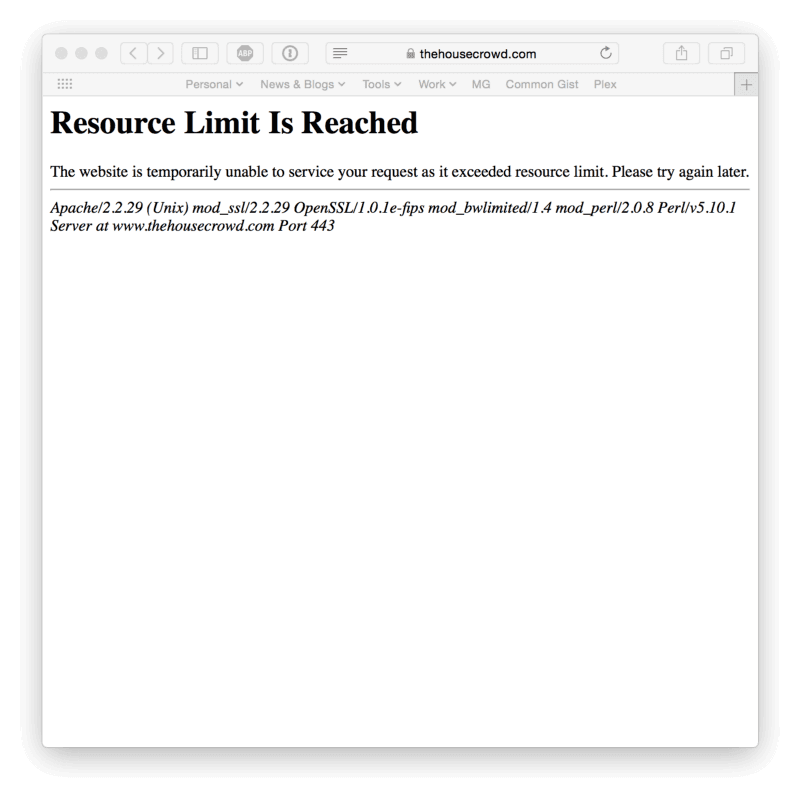 ABP
thehousecrowd.com
Personal News & Blogs Tools Work MG Common Gist Plex
Resource Limit Is Reached
The website is temporarily unable to service your request as it exceeded resource limit. Please try again later.
Apache/2.2.29 (Unix) mod_ssl/2.2.29 OpenSSL/1.0.1e-fips mod_bwlimited/1.4 mod_perl/2.0.8 Perl/v5.10.1
Server at www.thehousecrowd.com Port 443